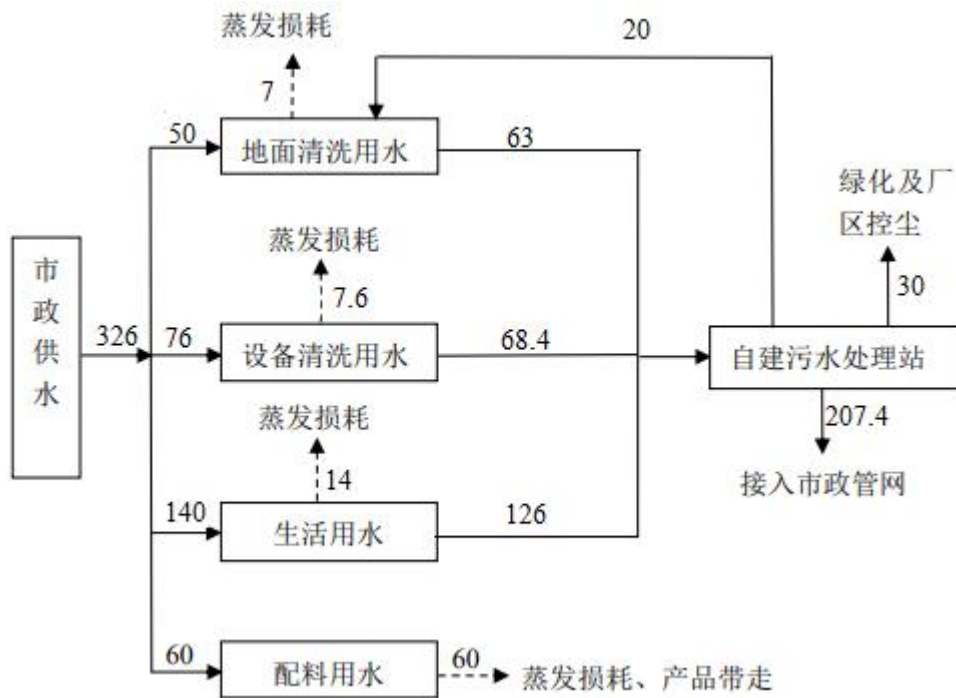 蒸发损耗
20
7
50
地面清洗用水
63
绿化及厂
区控尘
蒸发损耗
30
市政供水
326
76
7.6
设备清洗用水
68.4
自建污水处理站
207.4
蒸发损耗
14
接入市政管网
140
生活用水
126
60
配料用水
60
蒸发损耗、产品带走